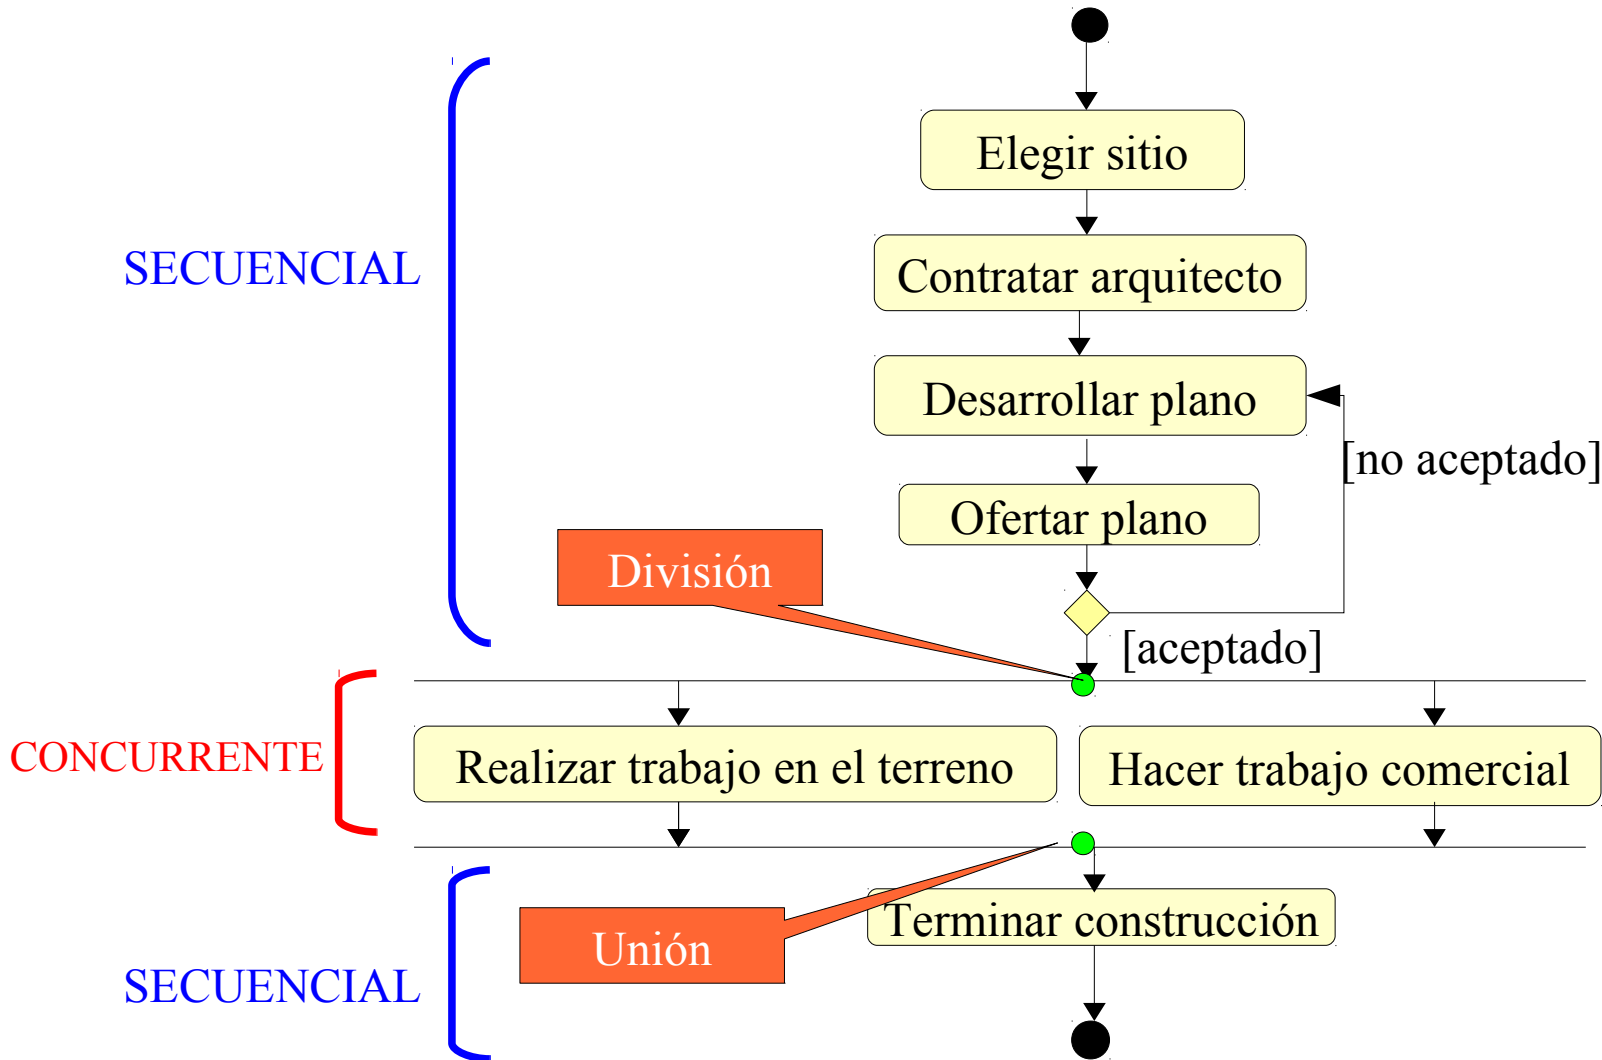 Elegir sitio
SECUENCIAL
Contratar arquitecto
Desarrollar plano
[no aceptado]
Ofertar plano
División
[aceptado]
CONCURRENTE
Realizar trabajo en el terreno
Hacer trabajo comercial
Terminar construcción
Unión
SECUENCIAL